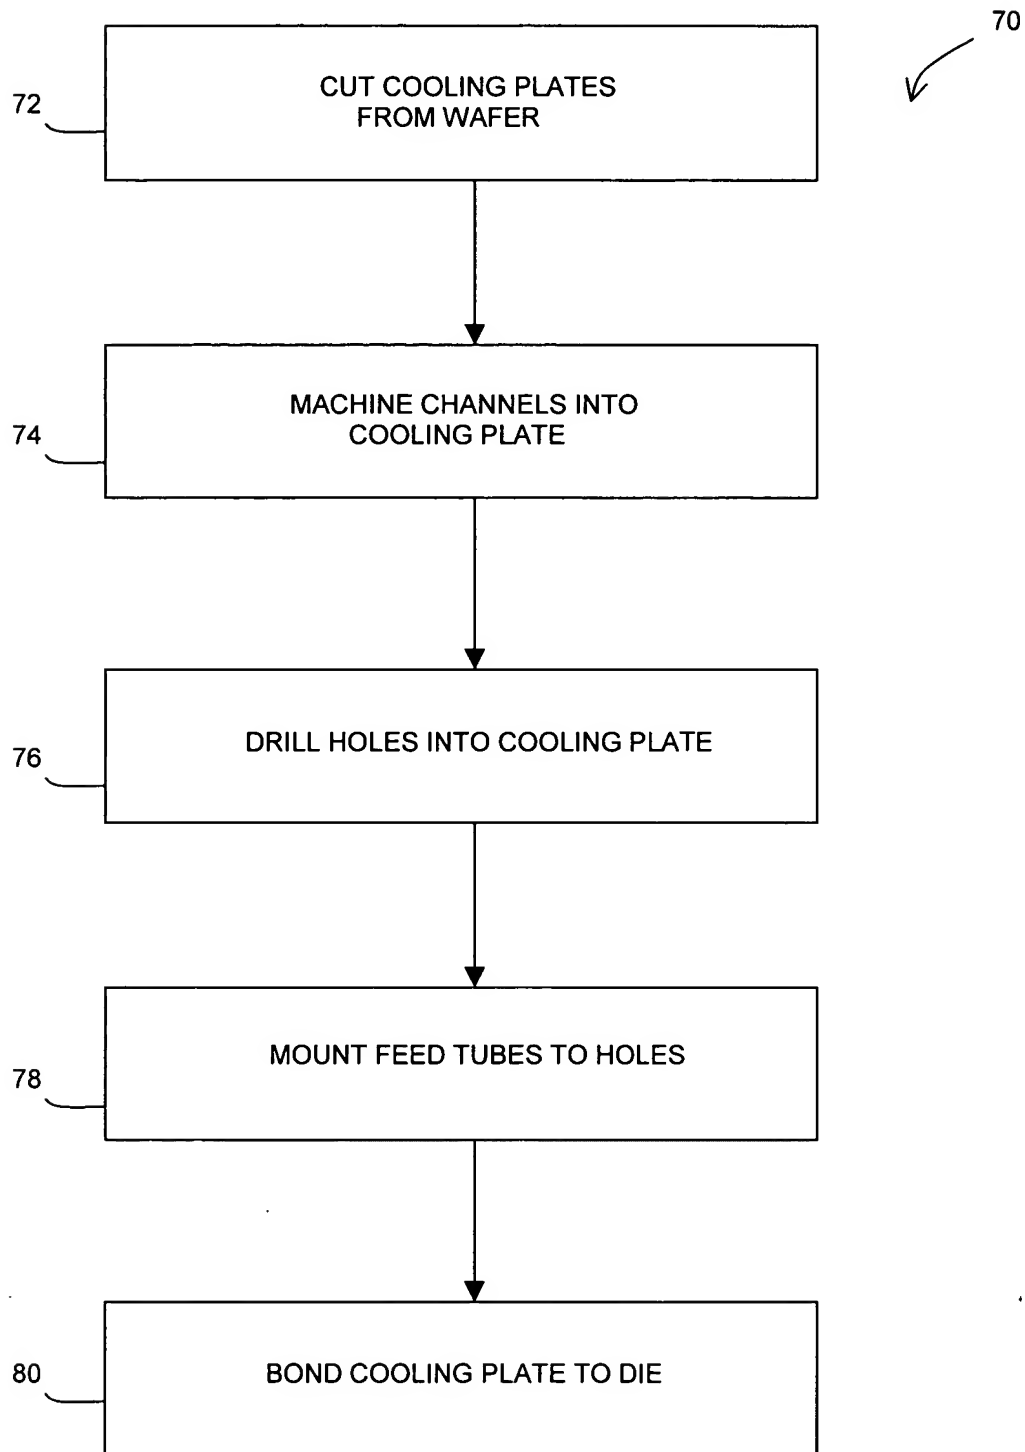 70
72
CUT COOLING PLATES
FROM WAFER
74
MACHINE CHANNELS INTO
COOLING PLATE
76
DRILL HOLES INTO COOLING PLATE
78
MOUNT FEED TUBES TO HOLES
80
BOND COOLING PLATE TO DIE